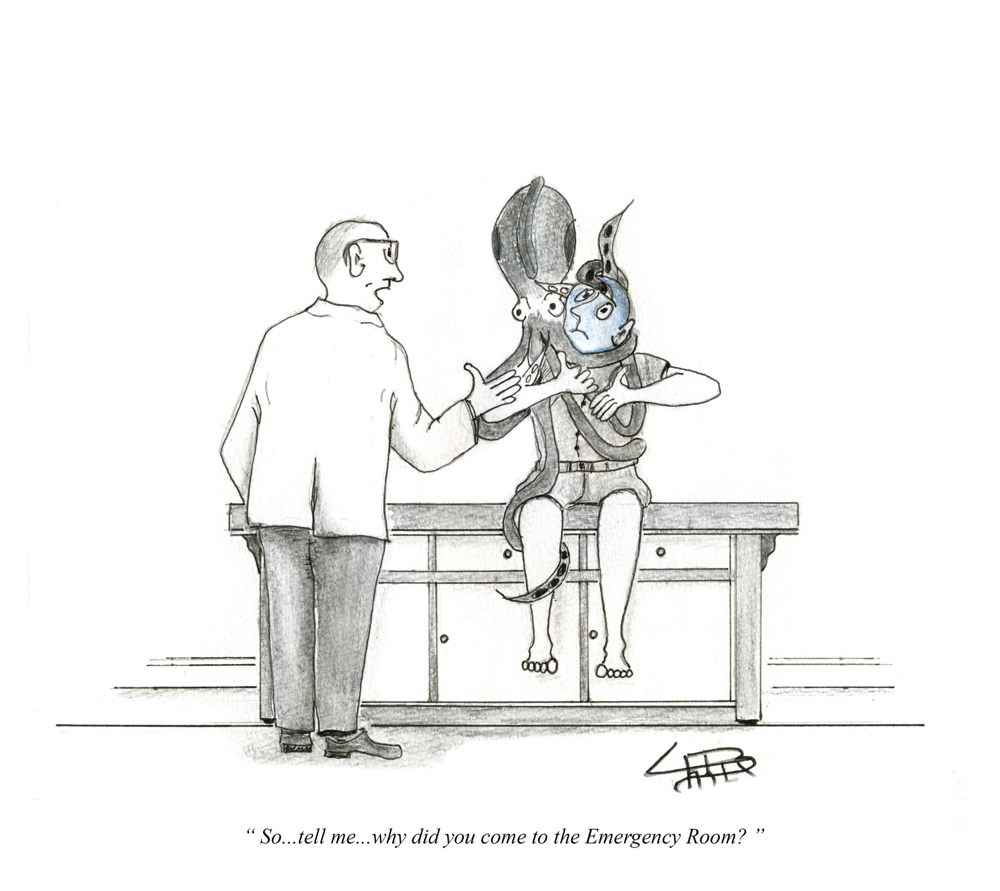 “ So...tell me...why did you come to the Emergency Room? ”